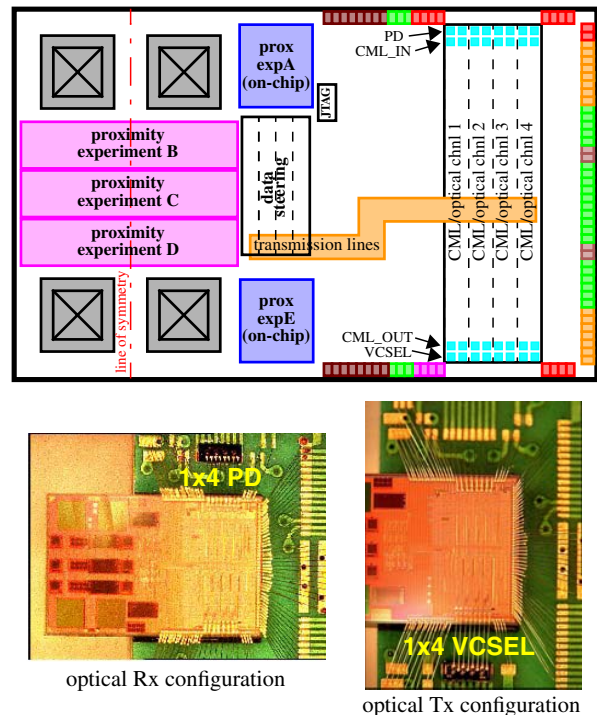 PD
CML_IN
prox
expA
(on-chip)
JTAG
proximity
experiment B
proximity
experiment C
proximity
experiment D
data
steering
transmission lines
CML/optical chnl 1
CML/optical chnl 2
CML/optical chnl 3
CML/optical chnl 4
line of symmetry
prox
expE
(on-chip)
CML_OUT
VCSEL
1x4 PD
1x4 VCSEL
optical Rx configuration
optical Tx configuration